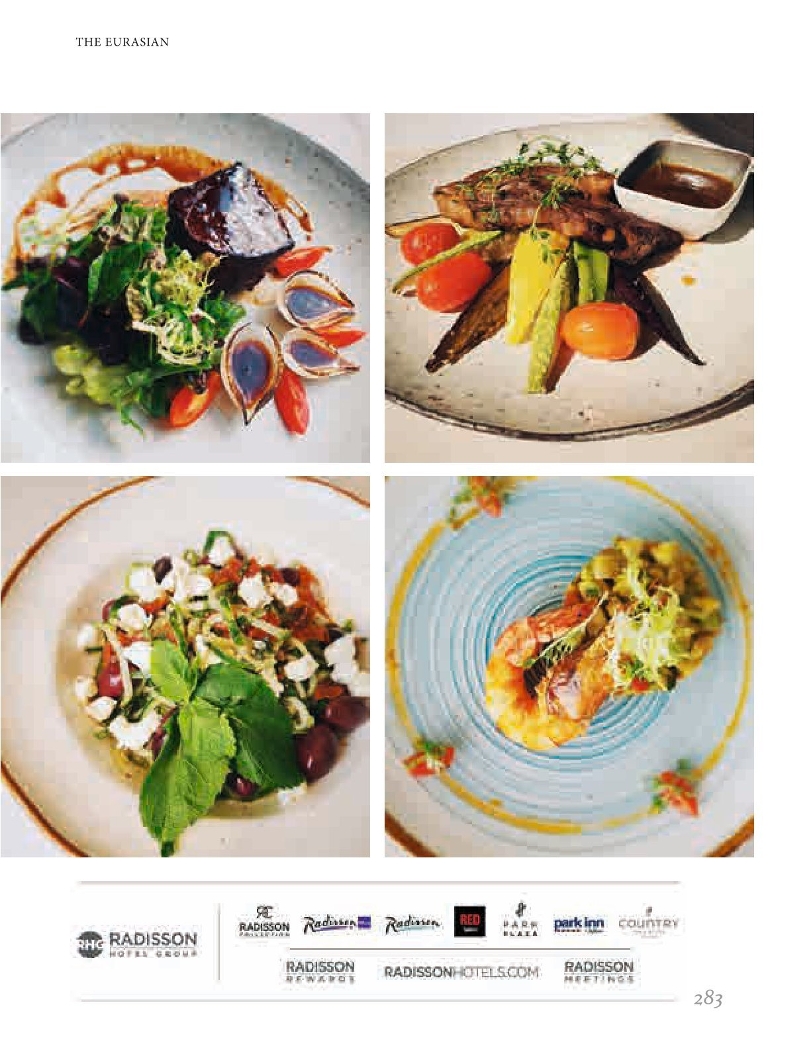 THE EURASIAN
RHG RADISSON
HOTEL GROUP
RADISSON
COLLECTION
Radisson
Radisson
RED
PARK
PLAZA
park inn
COUNTRY
RADISSON
REWARDS
RADISSONHOTELS.COM
RADISSON
MEETINGS
283